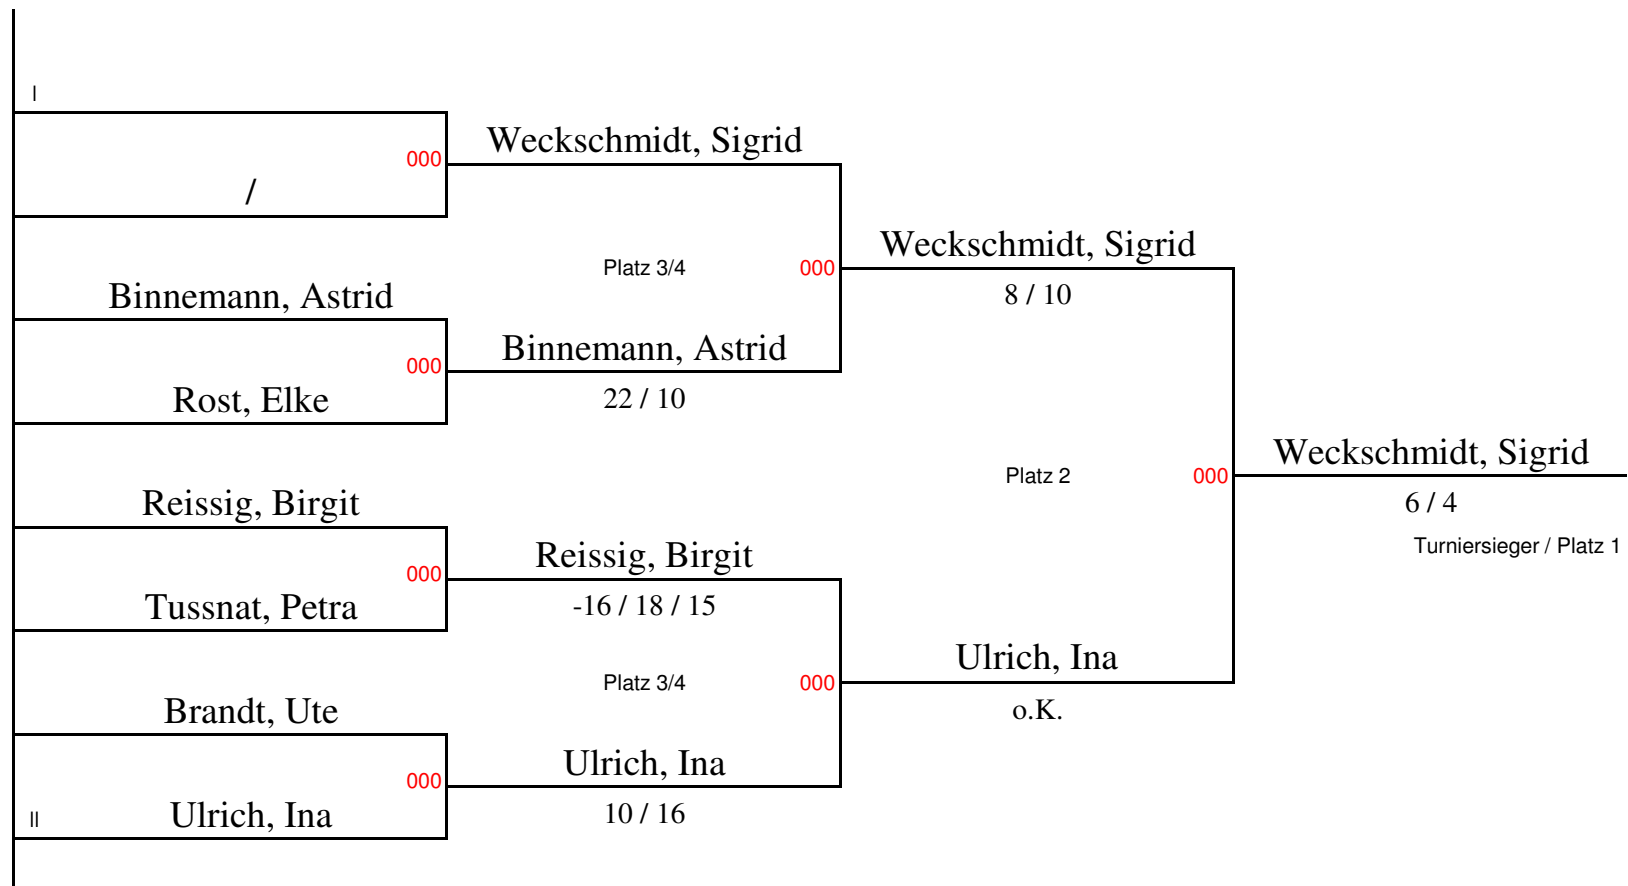 I
000
/
Weckschmidt, Sigrid
Binnemann, Astrid
000
Rost, Elke
Platz 3/4
000
Binnemann, Astrid
22 / 10
Weckschmidt, Sigrid
8 / 10
Reissig, Birgit
000
Tussnat, Petra
Reissig, Birgit
-16 / 18 / 15
Brandt, Ute
000
II
Ulrich, Ina
Platz 3/4
000
Ulrich, Ina
10 / 16
Ulrich, Ina
o.K.
Platz 2
000
Weckschmidt, Sigrid
6 / 4
Turniersieger / Platz 1